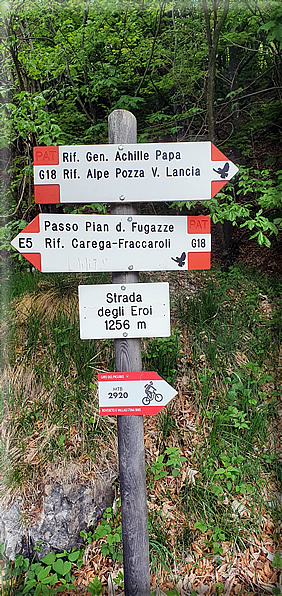 PAT Rif. Gen. Achille Papa
G18 Rif. Alpe Pozza V. Lancia
Passo Pian d. Fugazze PAT
E5 Rif. Carega-Fraccaroli G18
Strada
degli Eroi
1256 m
MTB
2920